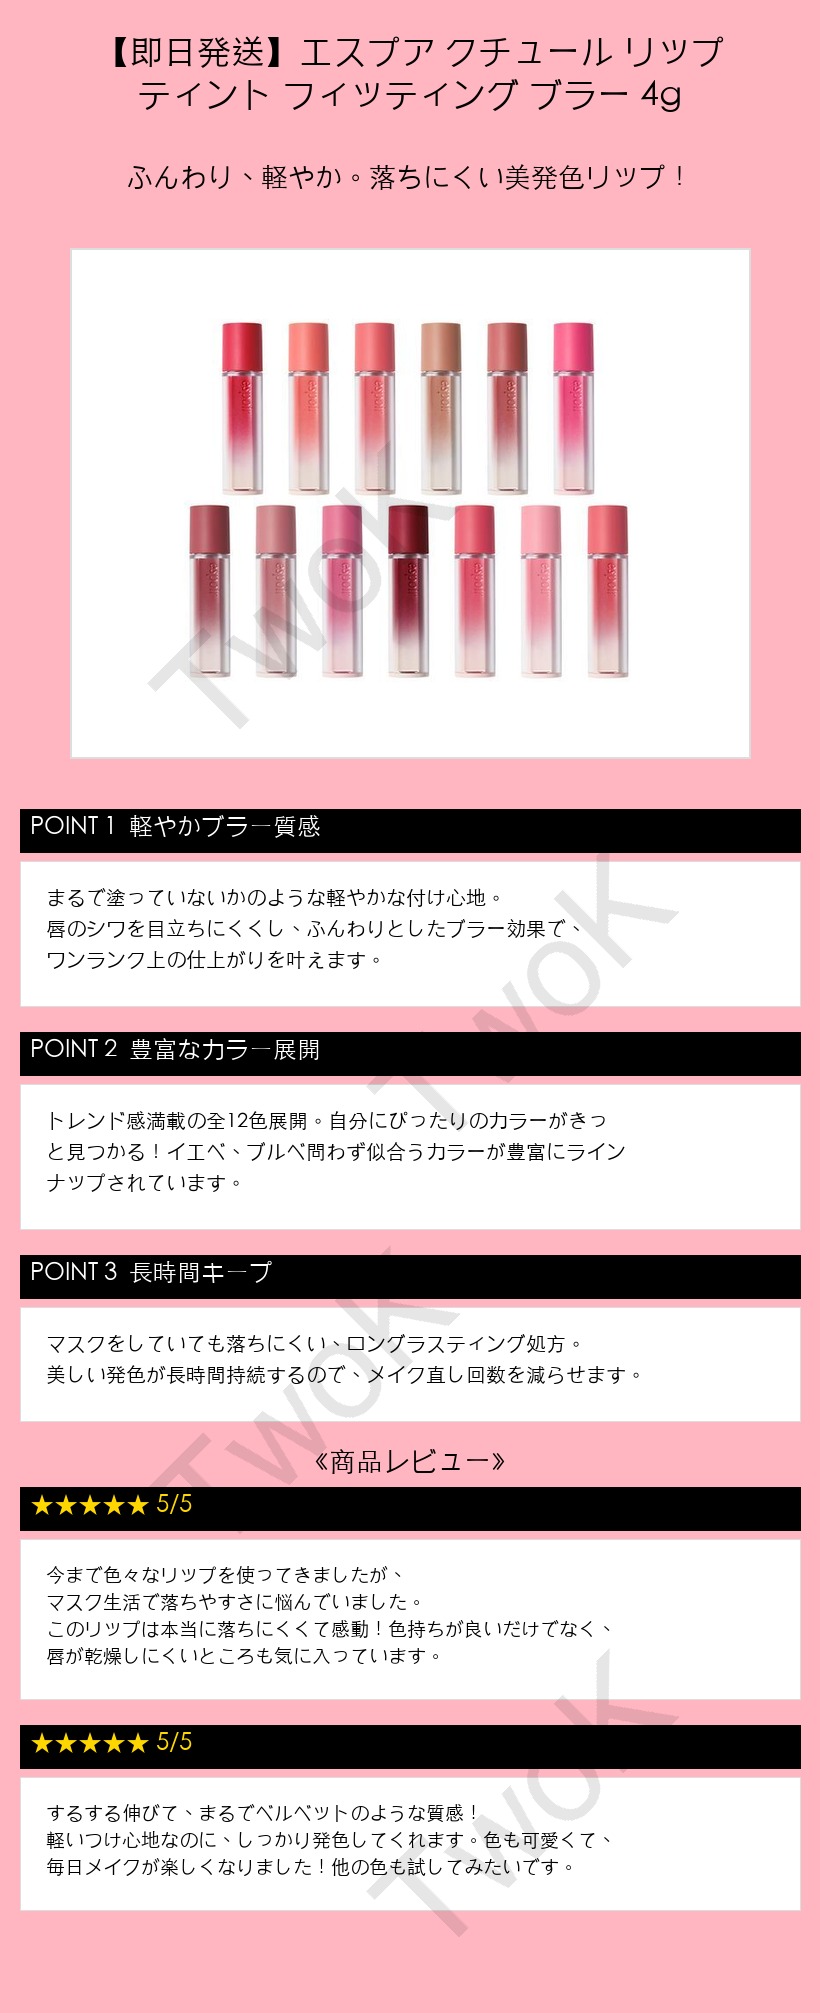 【即日発送】エスプア クチュール リップ
ティント フィッティング ブラー 4g
ふんわり、軽やか。落ちにくい美発色リップ！
espoir
espoir
espoir
espoir
espoir
espoir
espoir
espoir
espoir
espoir
espoir
espoir
espoir
TwoK
POINT 1 軽やかブラー質感
まるで塗っていないかのような軽やかな付け心地。
唇のシワを目立ちにくくし、ふんわりとしたブラー効果で、
ワンランク上の仕上がりを叶えます。
TwoK
POINT 2 豊富なカラー展開
トレンド感満載の全12色展開。自分にぴったりのカラーがきっ
と見つかる！イエベ、ブルベ問わず似合うカラーが豊富にライン
ナップされています。
POINT 3 長時間キープ
マスクをしていても落ちにくい、ロングラスティング処方。
美しい発色が長時間持続するので、メイク直し回数を減らせます。
TwoK
《商品レビュー》
★★★★★ 5/5
今まで色々なリップを使ってきましたが、
マスク生活で落ちやすさに悩んでいました。
このリップは本当に落ちにくくて感動！色持ちが良いだけでなく、
唇が乾燥しにくいところも気に入っています。
★★★★★ 5/5
するする伸びて、まるでベルベットのような質感！
軽いつけ心地なのに、しっかり発色してくれます。色も可愛くて、
毎日メイクが楽しくなりました！他の色も試してみたいです。
TwoK